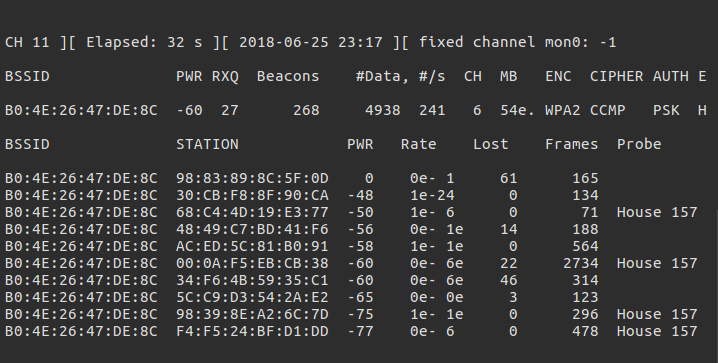 CH 11 ][ Elapsed: 32 s ][ 2018-06-25 23:17 ][ fixed channel mon0: -1
BSSID PWR RXQ Beacons #Data, #/s CH MB ENC CIPHER AUTH E
B0:4E:26:47:DE:8C -60 27 268 4938 241 6 54e. WPA2 CCMP PSK H
BSSID STATION PWR Rate Lost Frames Probe
B0:4E:26:47:DE:8C 98:83:89:8C:5F:0D 0 0e- 1 61 165
B0:4E:26:47:DE:8C 30:CB:F8:8F:90:CA -48 1e-24 0 134
B0:4E:26:47:DE:8C 68:C4:4D:19:E3:77 -50 1e- 6 0 71 House 157
B0:4E:26:47:DE:8C 48:49:C7:BD:41:F6 -56 0e- 1e 14 188
B0:4E:26:47:DE:8C AC:ED:5C:81:B0:91 -58 1e- 1e 0 564
B0:4E:26:47:DE:8C 00:0A:F5:EB:CB:38 -60 0e- 6e 22 2734 House 157
B0:4E:26:47:DE:8C 34:F6:4B:59:35:C1 -60 0e- 6e 46 314
B0:4E:26:47:DE:8C 5C:C9:D3:54:2A:E2 -65 0e- 0e 3 123
B0:4E:26:47:DE:8C 98:39:8E:A2:6C:7D -75 1e- 1e 0 296 House 157
B0:4E:26:47:DE:8C F4:F5:24:BF:D1:DD -77 0e- 6 0 478 House 157